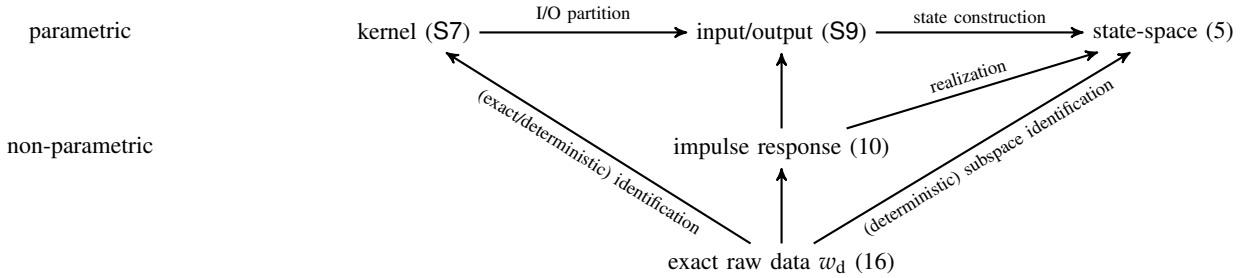 I/O partition
state construction
parametric
kernel (S7)
input/output (S9)
state-space (5)
realization
(exact/deterministic) identification
(deterministic) subspace identification
non-parametric
impulse response (10)
exact raw data w_d (16)